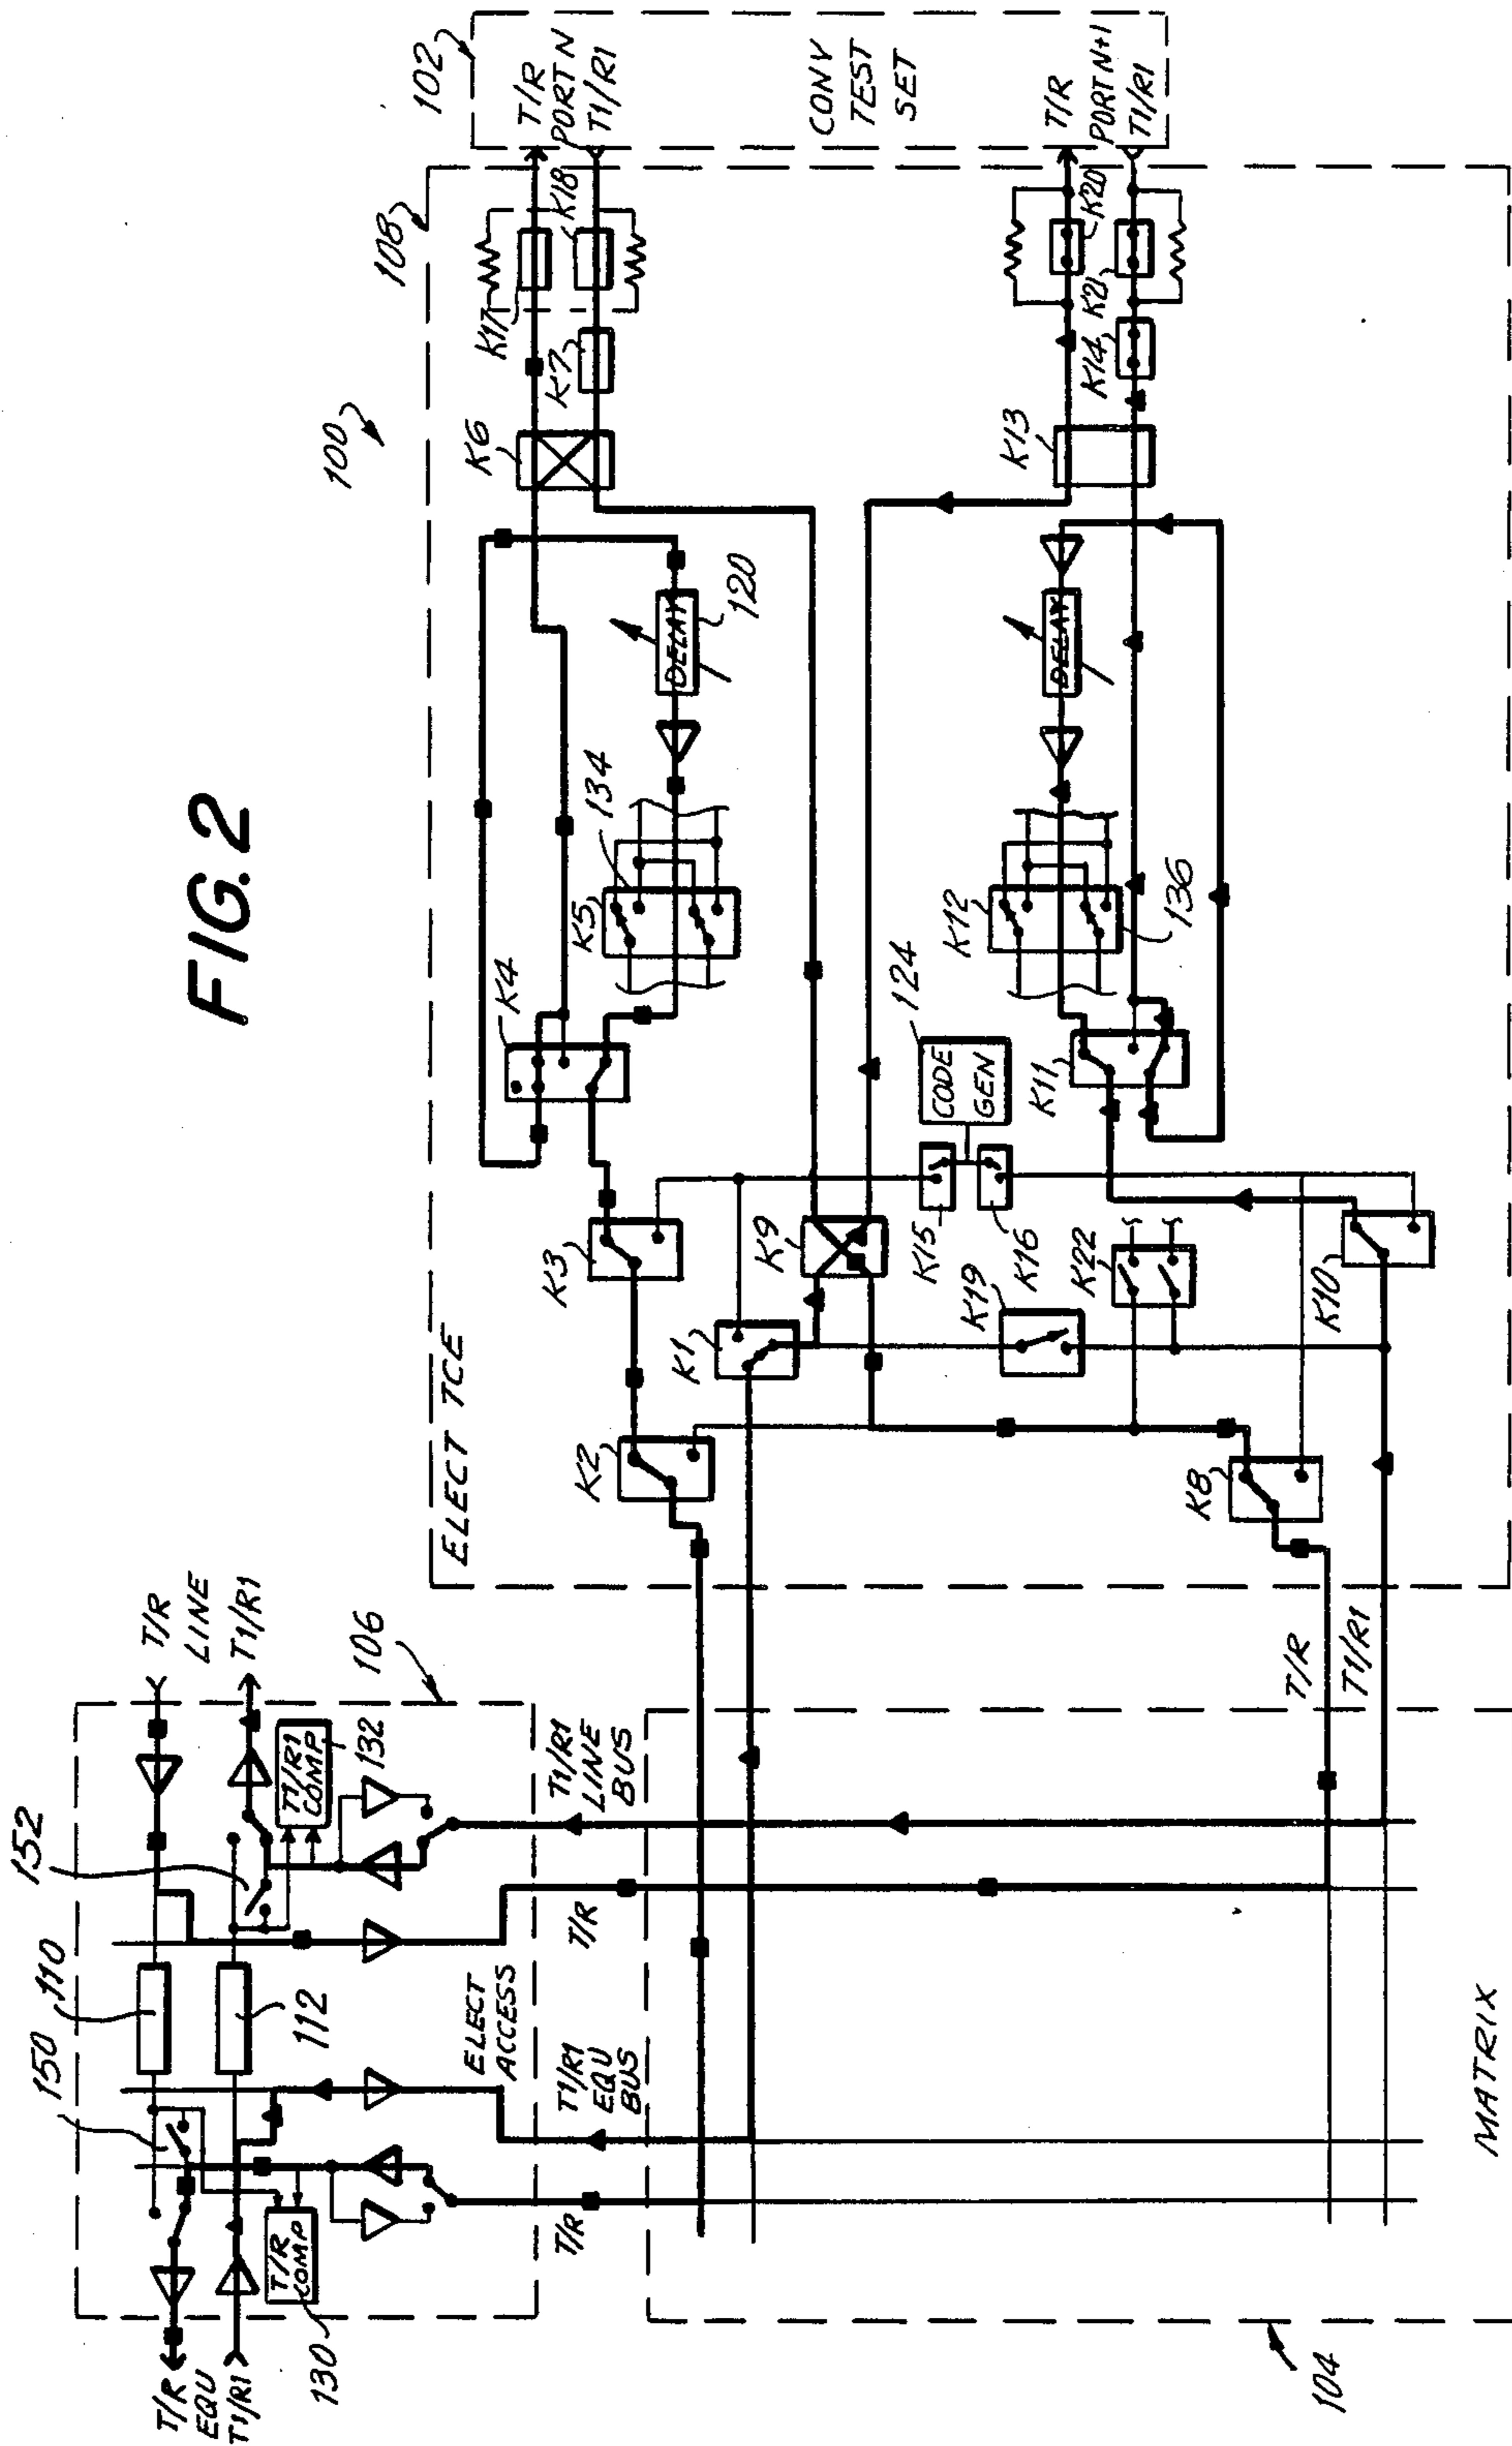 FIG. 2
100
102
T/R
PORT N
T1/R1
CONV
TEST
SET
T/R
PORT N+1
T1/R1
108
K17
K18
K7
K6
K20
K21
K14
K13
120
DELAY
DELAY
134
K5
K4
K12
136
124
CODE
GEN
K11
K3
K9
K15
K16
K22
K19
K10
K1
K2
K8
ELECT TCE
T/R
LINE
T1/R1
106
152
T1/R1
COMP
132
T1/R1
LINE
BUS
T/R
T1/R1
110
150
112
T/R
ELECT
ACCESS
T1/R1
EQU
BUS
T/R
T/R
COMP
130
T/R
EQU
T1/R1
MATRIX
104